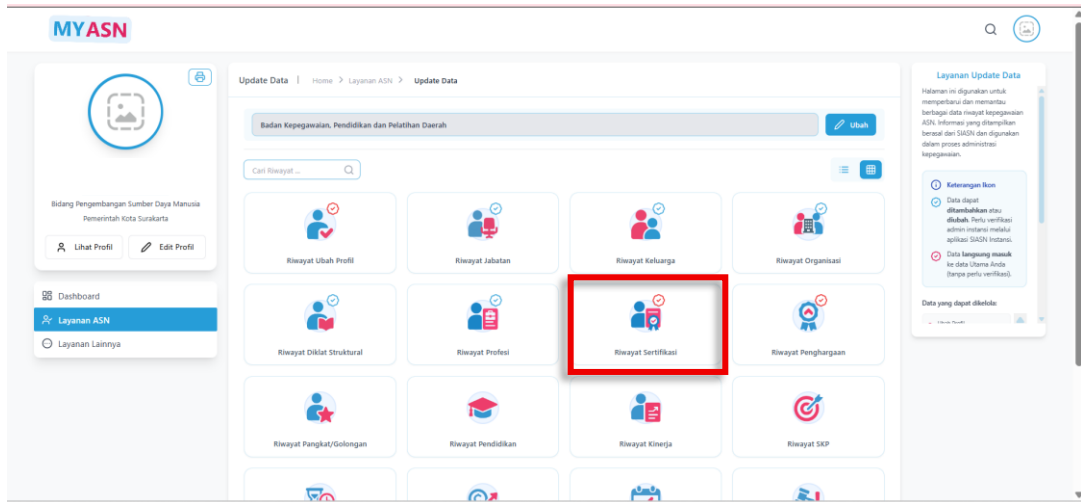 MYASN
Update Data | Home > Layanan ASN > Update Data
Badan Kepegawaian, Pendidikan dan Pelatihan Daerah
Ubah
Cari Riwayat ...
Bidang Pengembangan Sumber Daya Manusia
Pemerintah Kota Surakarta
Lihat Profil
Edit Profil
Dashboard
Layanan ASN
Layanan Lainnya
Riwayat Ubah Profil
Riwayat Jabatan
Riwayat Keluarga
Riwayat Organisasi
Riwayat Diklat Struktural
Riwayat Profesi
Riwayat Sertifikasi
Riwayat Penghargaan
Riwayat Pangkat/Golongan
Riwayat Pendidikan
Riwayat Kinerja
Riwayat SKP
Layanan Update Data
Halaman ini digunakan untuk
memperbarui dan memantau
berbagai data riwayat kepegawaian
ASN. Informasi yang ditampilkan
berasal dari SIASN dan digunakan
dalam proses administrasi
kepegawaian.
Keterangan Ikon
Data dapat
ditambahkan atau
diubah. Perlu verifikasi
admin instansi melalui
aplikasi SIASN Instansi.
Data langsung masuk
ke data Utama Anda
(tanpa perlu verifikasi).
Data yang dapat dikelola: